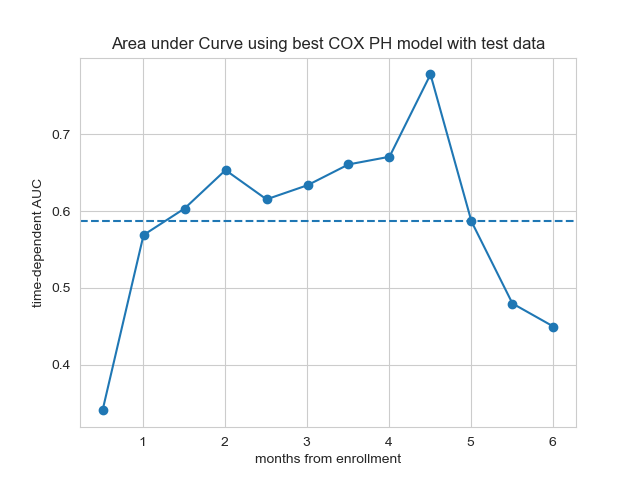 Area under Curve using best COX PH model with test data
time-dependent AUC
0.7
0.6
0.5
0.4
1 2 3 4 5 6
months from enrollment